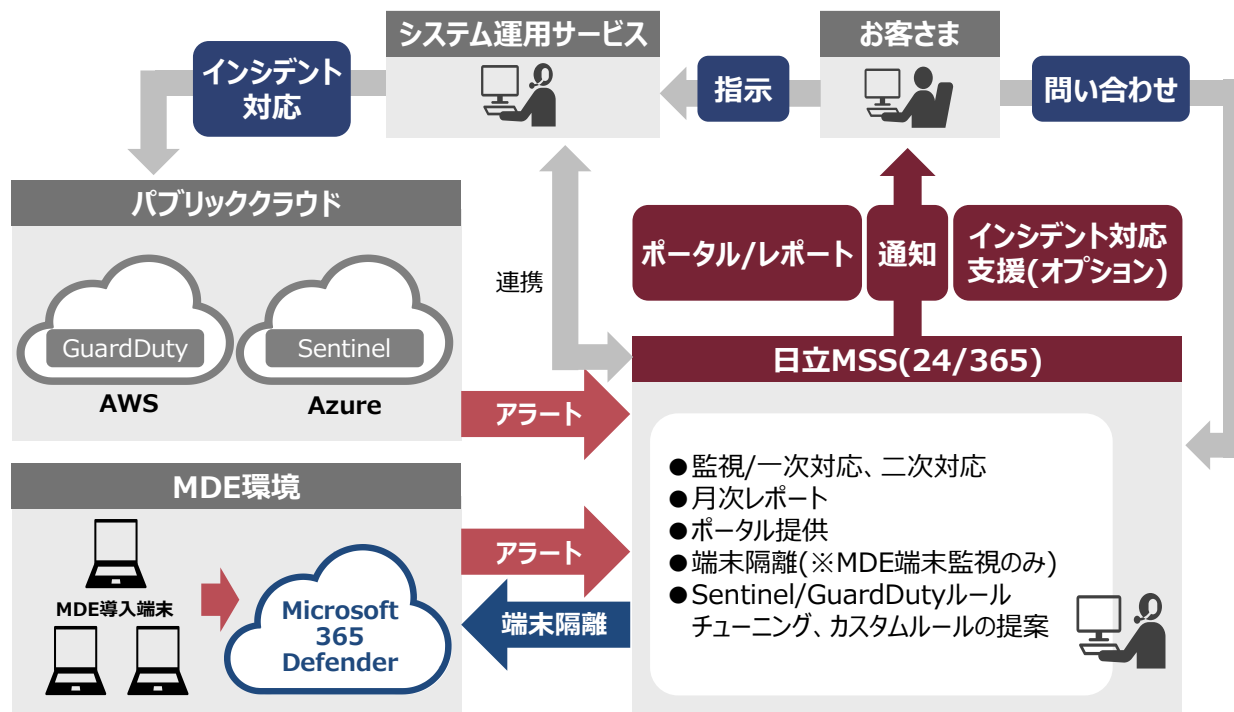 システム運用サービス
お客さま
インシデント
対応
指示
問い合わせ
パブリッククラウド
GuardDuty
Sentinel
AWS
Azure
連携
ポータル/レポート
通知
インシデント対応
支援(オプション)
日立MSS(24/365)
アラート
●監視/一次対応、二次対応
●月次レポート
●ポータル提供
●端末隔離(※MDE端末監視のみ)
●Sentinel/GuardDutyルール
チューニング、カスタムルールの提案
MDE環境
MDE導入端末
Microsoft
365
Defender
アラート
端末隔離